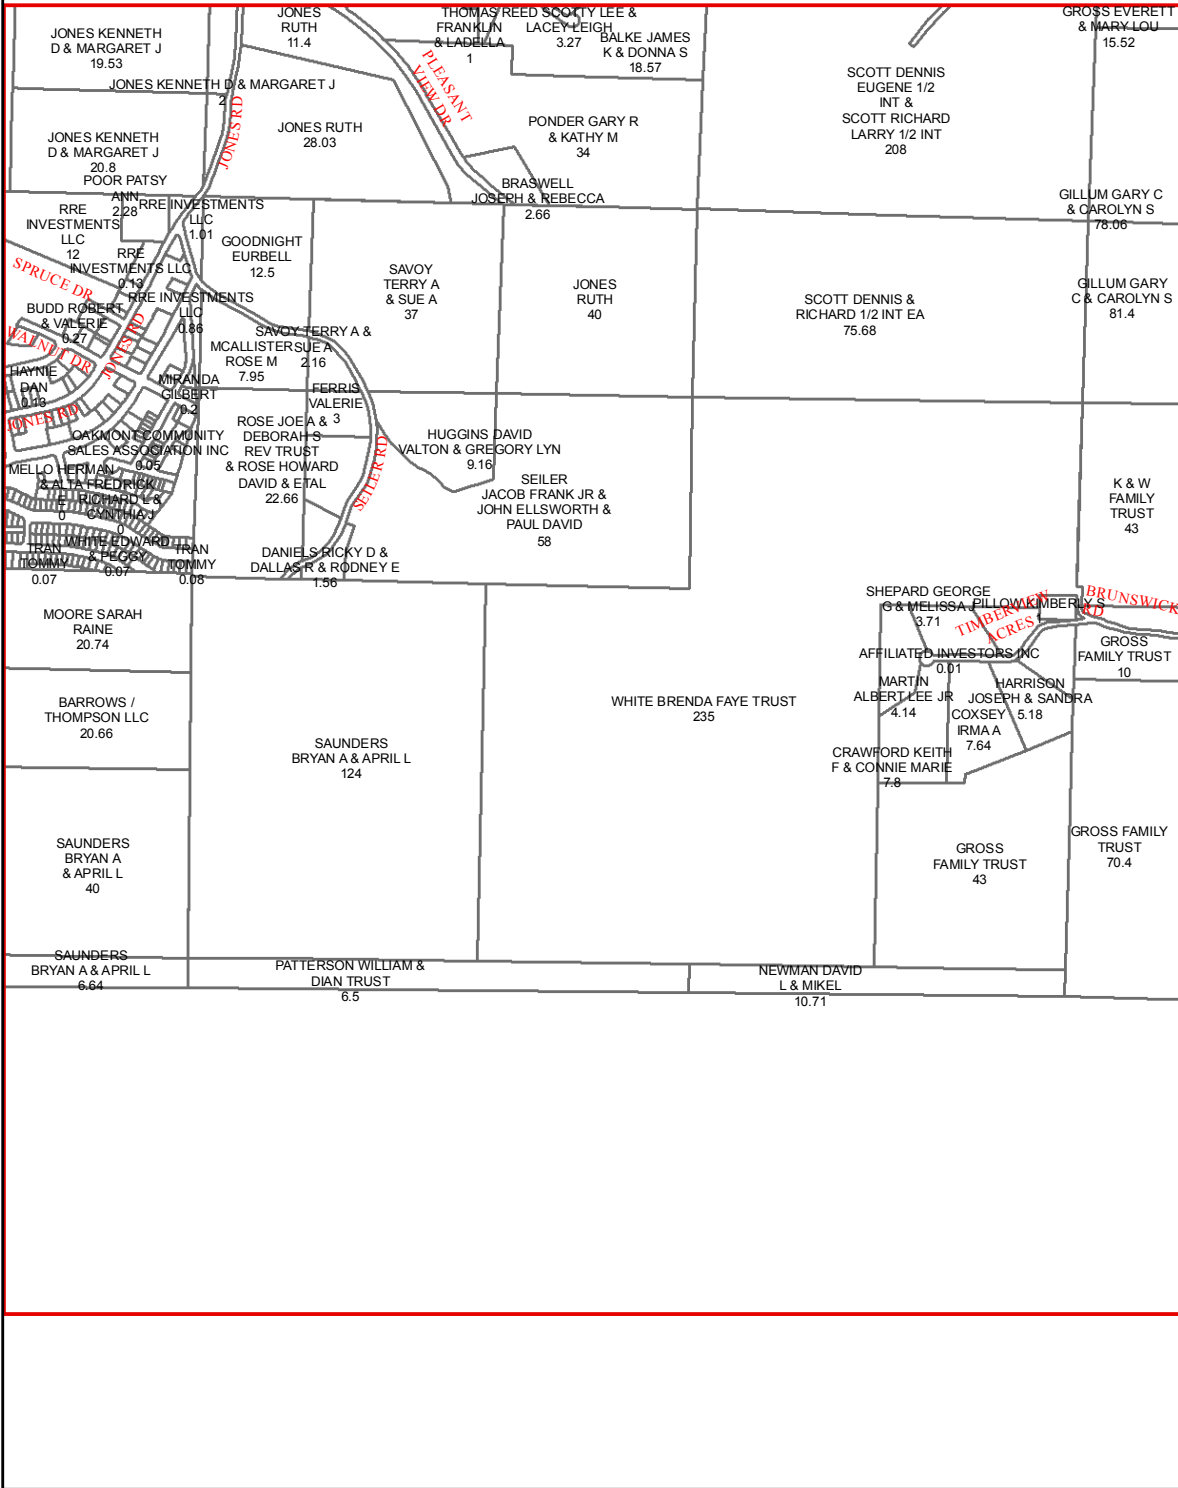 JONES KENNETH
D & MARGARET J
19.53
JONES
RUTH
11.4
THOMAS REED
FRANKLIN
& LADELLA
1
SCOTTY LEE &
LACEY LEIGH
3.27
BALKE JAMES
K & DONNA S
18.57
GROSS EVERETT
& MARY LOU
15.52
SCOTT DENNIS
EUGENE 1/2
INT &
SCOTT RICHARD
LARRY 1/2 INT
208
PLEASANT
VIEW DR
JONES KENNETH D & MARGARET J
2
JONES RD
JONES RUTH
28.03
PONDER GARY R
& KATHY M
34
JONES KENNETH
D & MARGARET J
20.8
POOR PATSY
ANN
2.28
BRASWELL
JOSEPH & REBECCA
2.66
GILLUM GARY C
& CAROLYN S
78.06
RRE
INVESTMENTS
LLC
12
RRE INVESTMENTS
LLC
1.01
GOODNIGHT
EURBELL
12.5
RRE
INVESTMENTS LLC
0.13
SAVOY
TERRY A
& SUE A
37
JONES
RUTH
40
SCOTT DENNIS &
RICHARD 1/2 INT EA
75.68
GILLUM GARY
C & CAROLYN S
81.4
SPRUCE DR
RRE INVESTMENTS
LLC
0.86
BUDD ROBERT
& VALERIE
0.27
JONES RD
WALNUT DR
SAVOY TERRY A &
SUE A
2.16
MCALLISTER
ROSE M
7.95
HAYNIE
DAN
0.13
MIRANDA
GILBERT
0.2
FERRIS
VALERIE
3
JONES RD
ROSE JOE A &
DEBORAH S
REV TRUST
& ROSE HOWARD
DAVID & ETAL
22.66
OAKMONT COMMUNITY
SALES ASSOCIATION INC
0.05
SEILER RD
HUGGINS DAVID
VALTON & GREGORY LYN
9.16
SEILER
JACOB FRANK JR &
JOHN ELLSWORTH &
PAUL DAVID
58
K & W
FAMILY
TRUST
43
MELLO HERMAN
& ALTA FREDRICK
E
0
RICHARD L &
CYNTHIA J
0
WHITE EDWARD
& PEGGY
0.07
TRAN
TOMMY
0.07
TRAN
TOMMY
0.08
DANIELS RICKY D &
DALLAS R & RODNEY E
1.56
MOORE SARAH
RAINE
20.74
SHEPARD GEORGE
G & MELISSA J
3.71
PILLOW KIMBERLY S
1
TIMBERVIEW
ACRES
BRUNSWICK
RD
GROSS
FAMILY TRUST
10
AFFILIATED INVESTORS INC
0.01
MARTIN
ALBERT LEE JR
4.14
HARRISON
JOSEPH & SANDRA
5.18
COXSEY
IRMA A
7.64
BARROWS /
THOMPSON LLC
20.66
WHITE BRENDA FAYE TRUST
235
SAUNDERS
BRYAN A & APRIL L
124
CRAWFORD KEITH
F & CONNIE MARIE
7.8
SAUNDERS
BRYAN A
& APRIL L
40
GROSS
FAMILY TRUST
43
GROSS FAMILY
TRUST
70.4
SAUNDERS
BRYAN A & APRIL L
6.64
PATTERSON WILLIAM &
DIAN TRUST
6.5
NEWMAN DAVID
L & MIKEL
10.71